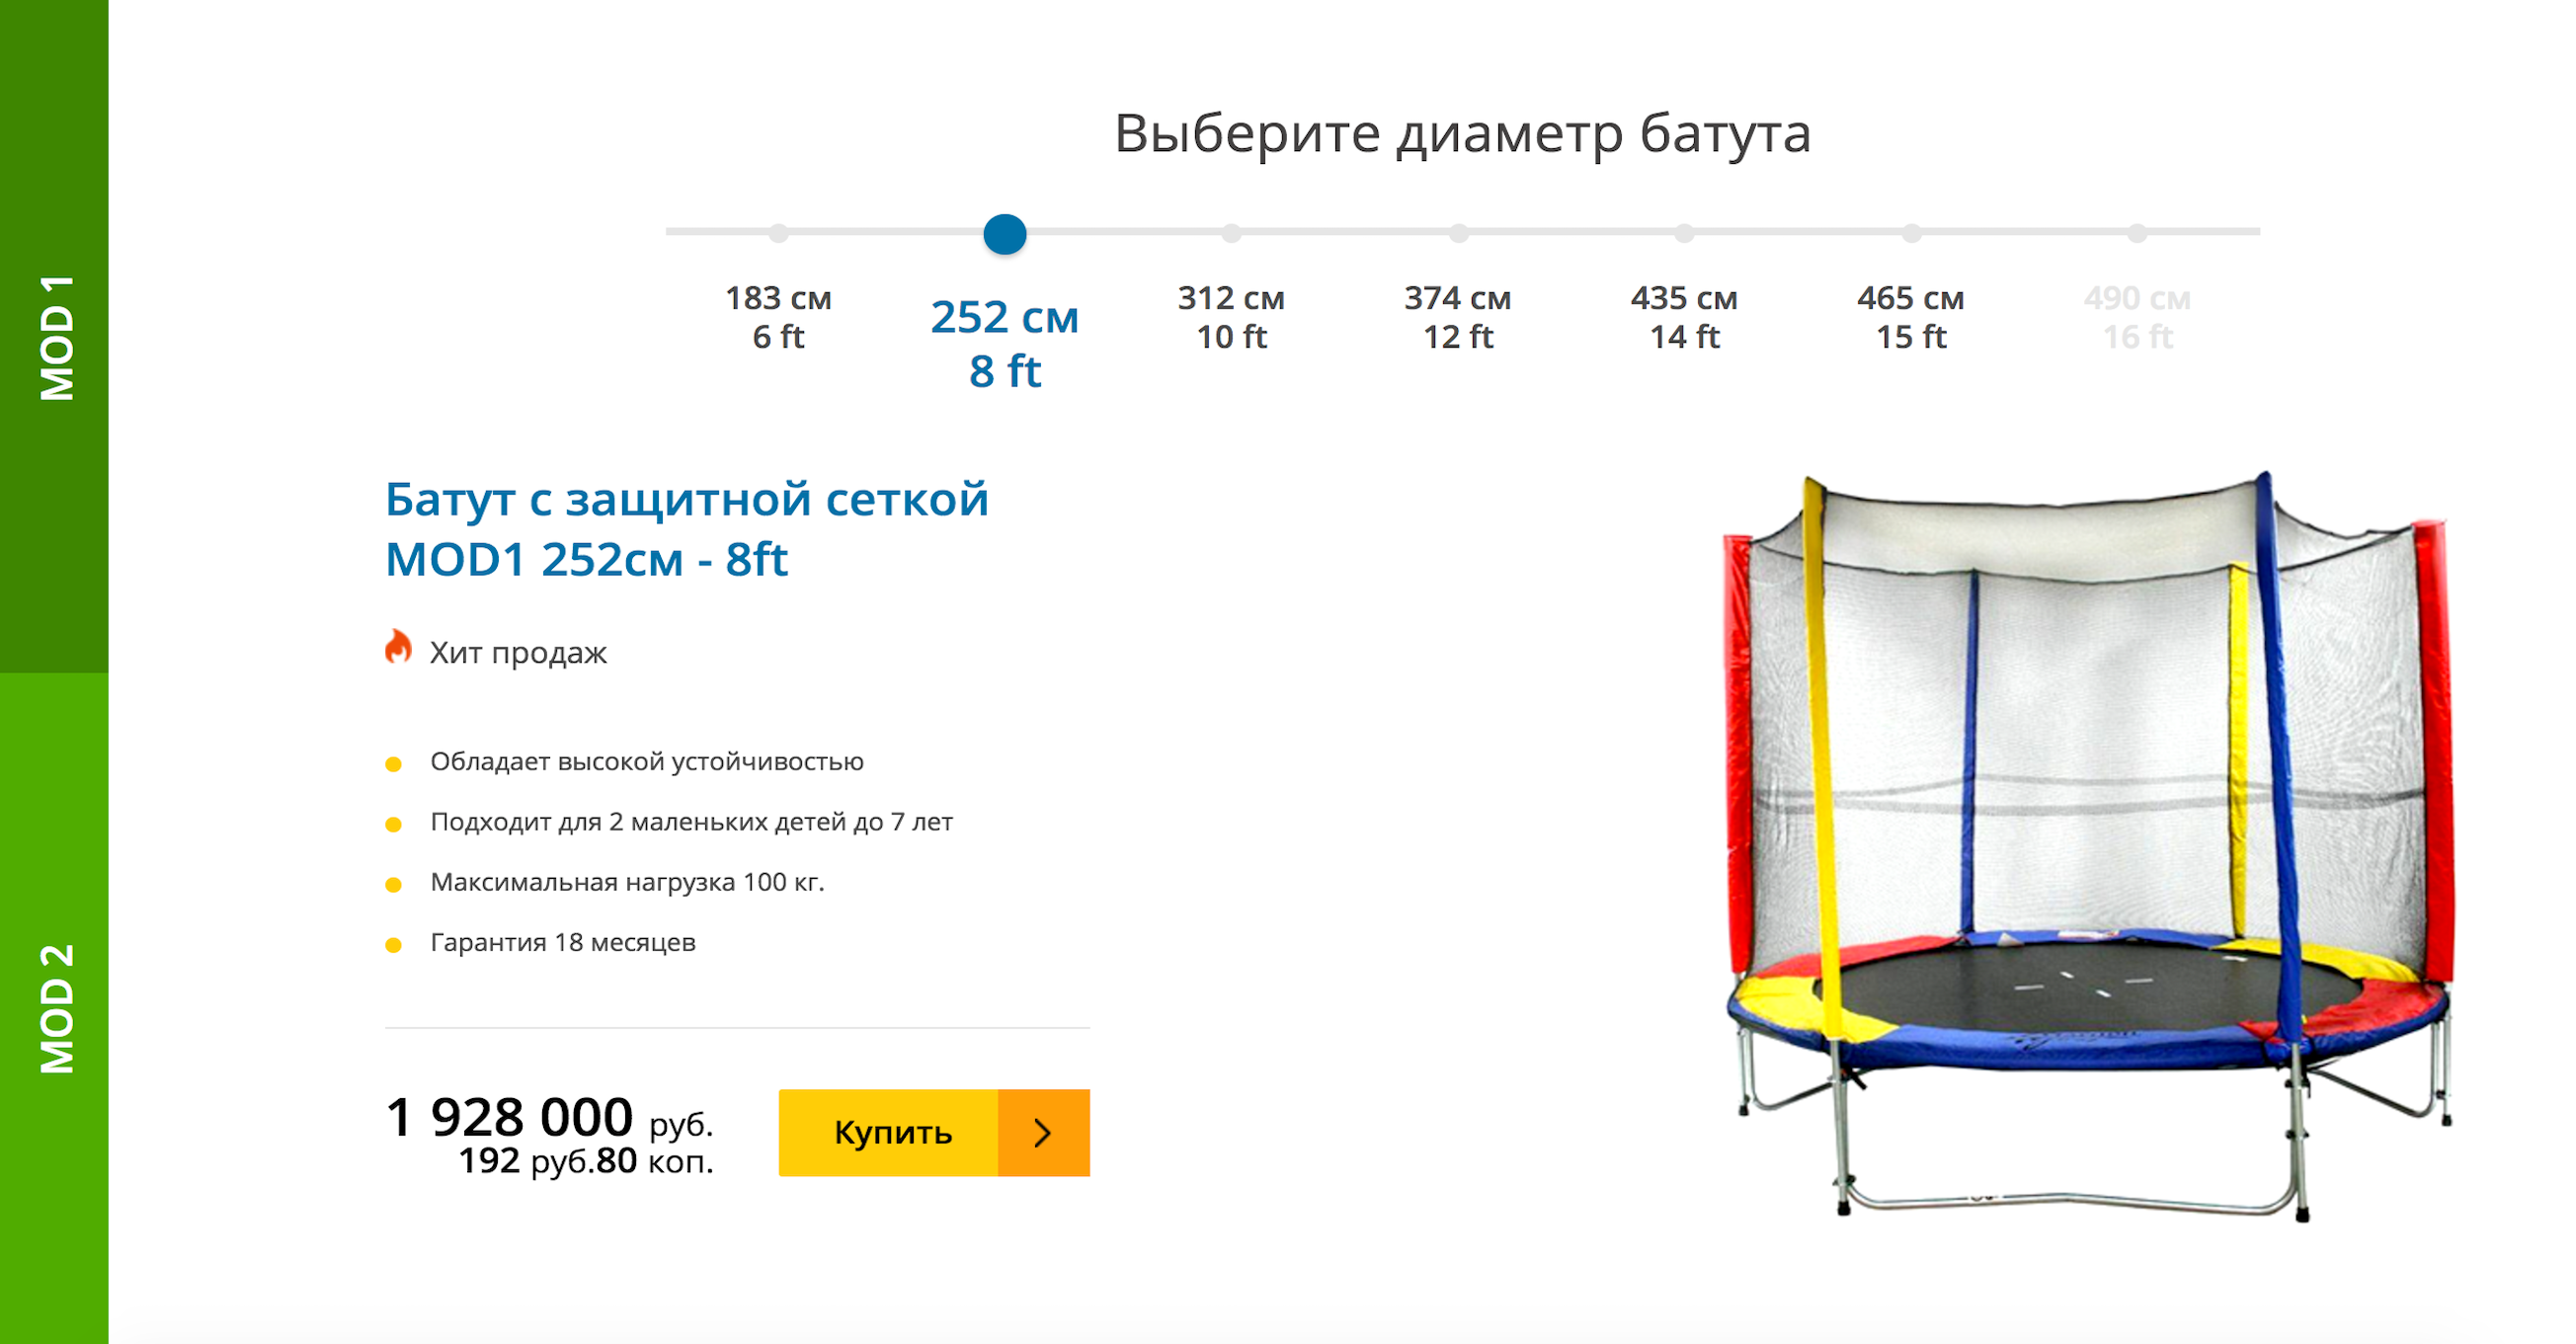 MOD 1
MOD 2
Выберите диаметр батута
183 см
6 ft
252 см
8 ft
312 см
10 ft
374 см
12 ft
435 см
14 ft
465 см
15 ft
490 см
16 ft
Батут с защитной сеткой
MOD1 252см - 8ft
Хит продаж
Обладает высокой устойчивостью
Подходит для 2 маленьких детей до 7 лет
Максимальная нагрузка 100 кг.
Гарантия 18 месяцев
1 928 000 руб.
192 руб.80 коп.
Купить